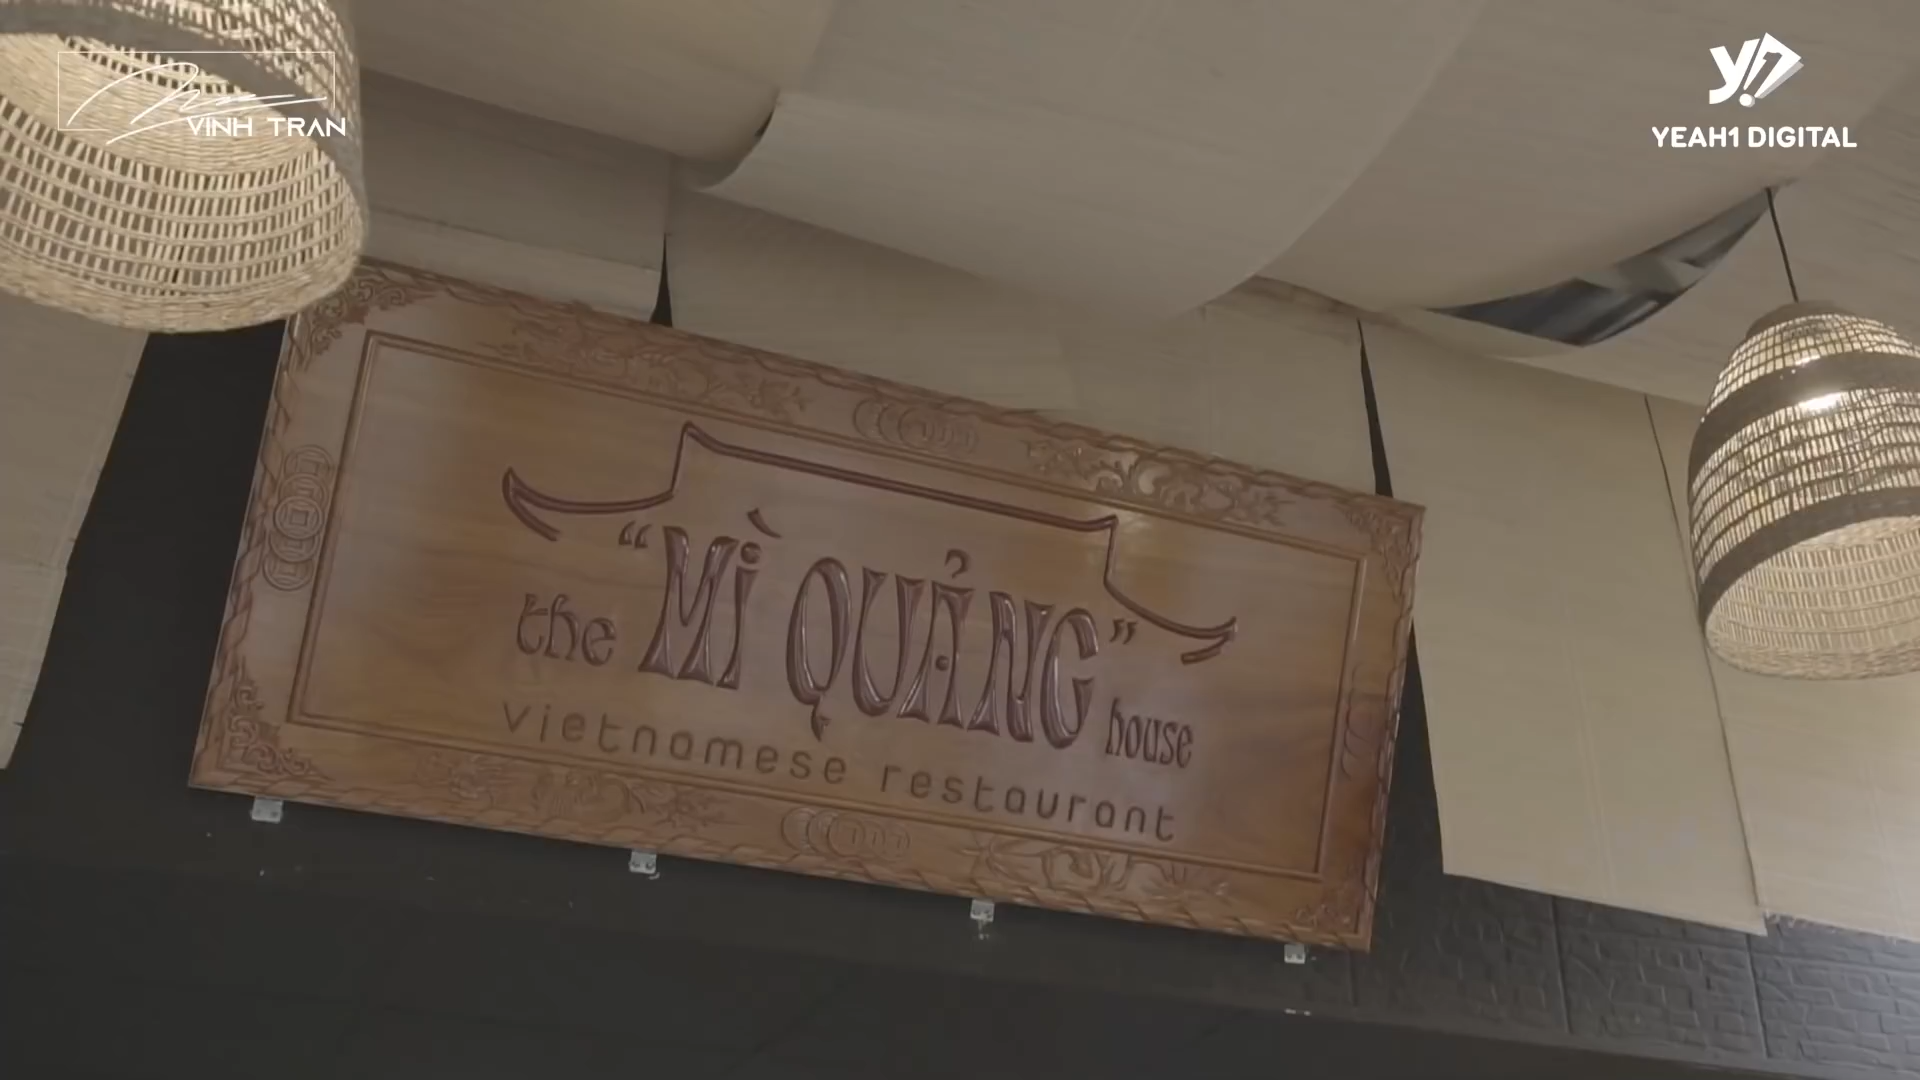 VINH TRAN
YEAH1 DIGITAL
the "MÌ QUẢNG" house
vietnamese restaurant